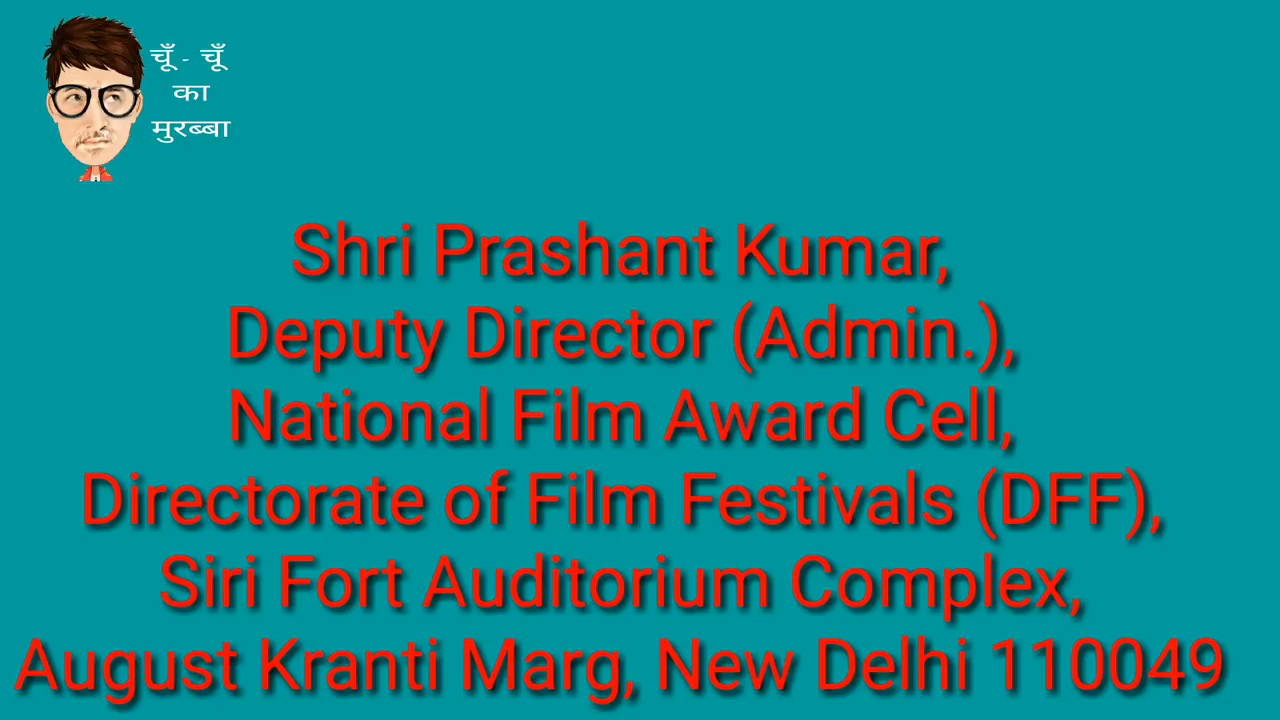 चूँ - चूँ
का
मुरब्बा
Shri Prashant Kumar,
Deputy Director (Admin.),
National Film Award Cell,
Directorate of Film Festivals (DFF),
Siri Fort Auditorium Complex,
August Kranti Marg, New Delhi 110049